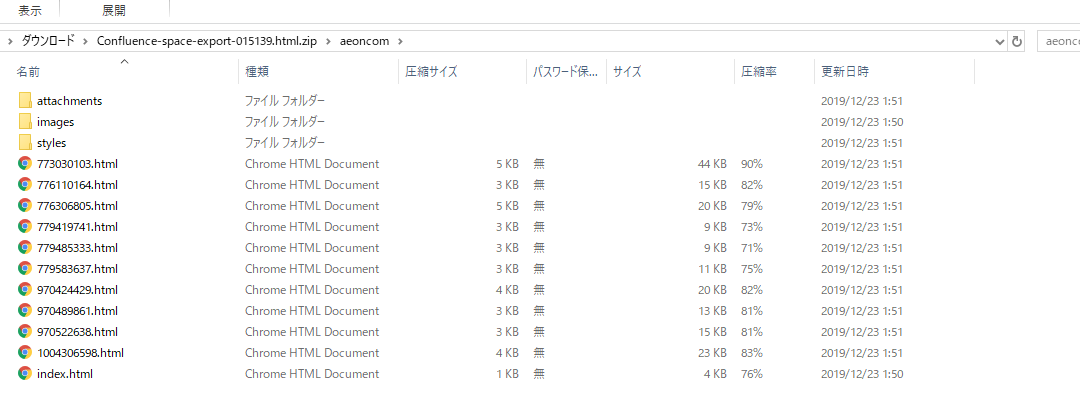 表示 展開
ダウンロード > Confluence-space-export-015139.html.zip > aeoncom > aeoncom
名前 種類 圧縮サイズ パスワード保... サイズ 圧縮率 更新日時
attachments ファイル フォルダー 2019/12/23 1:51
images ファイル フォルダー 2019/12/23 1:50
styles ファイル フォルダー 2019/12/23 1:51
773030103.html Chrome HTML Document 5 KB 無 44 KB 90% 2019/12/23 1:51
776110164.html Chrome HTML Document 3 KB 無 15 KB 82% 2019/12/23 1:51
776306805.html Chrome HTML Document 5 KB 無 20 KB 79% 2019/12/23 1:51
779419741.html Chrome HTML Document 3 KB 無 9 KB 73% 2019/12/23 1:51
779485333.html Chrome HTML Document 3 KB 無 9 KB 71% 2019/12/23 1:51
779583637.html Chrome HTML Document 3 KB 無 11 KB 75% 2019/12/23 1:51
970424429.html Chrome HTML Document 4 KB 無 20 KB 82% 2019/12/23 1:51
970489861.html Chrome HTML Document 3 KB 無 13 KB 81% 2019/12/23 1:51
970522638.html Chrome HTML Document 3 KB 無 15 KB 81% 2019/12/23 1:51
1004306598.html Chrome HTML Document 4 KB 無 23 KB 83% 2019/12/23 1:51
index.html Chrome HTML Document 1 KB 無 4 KB 76% 2019/12/23 1:50